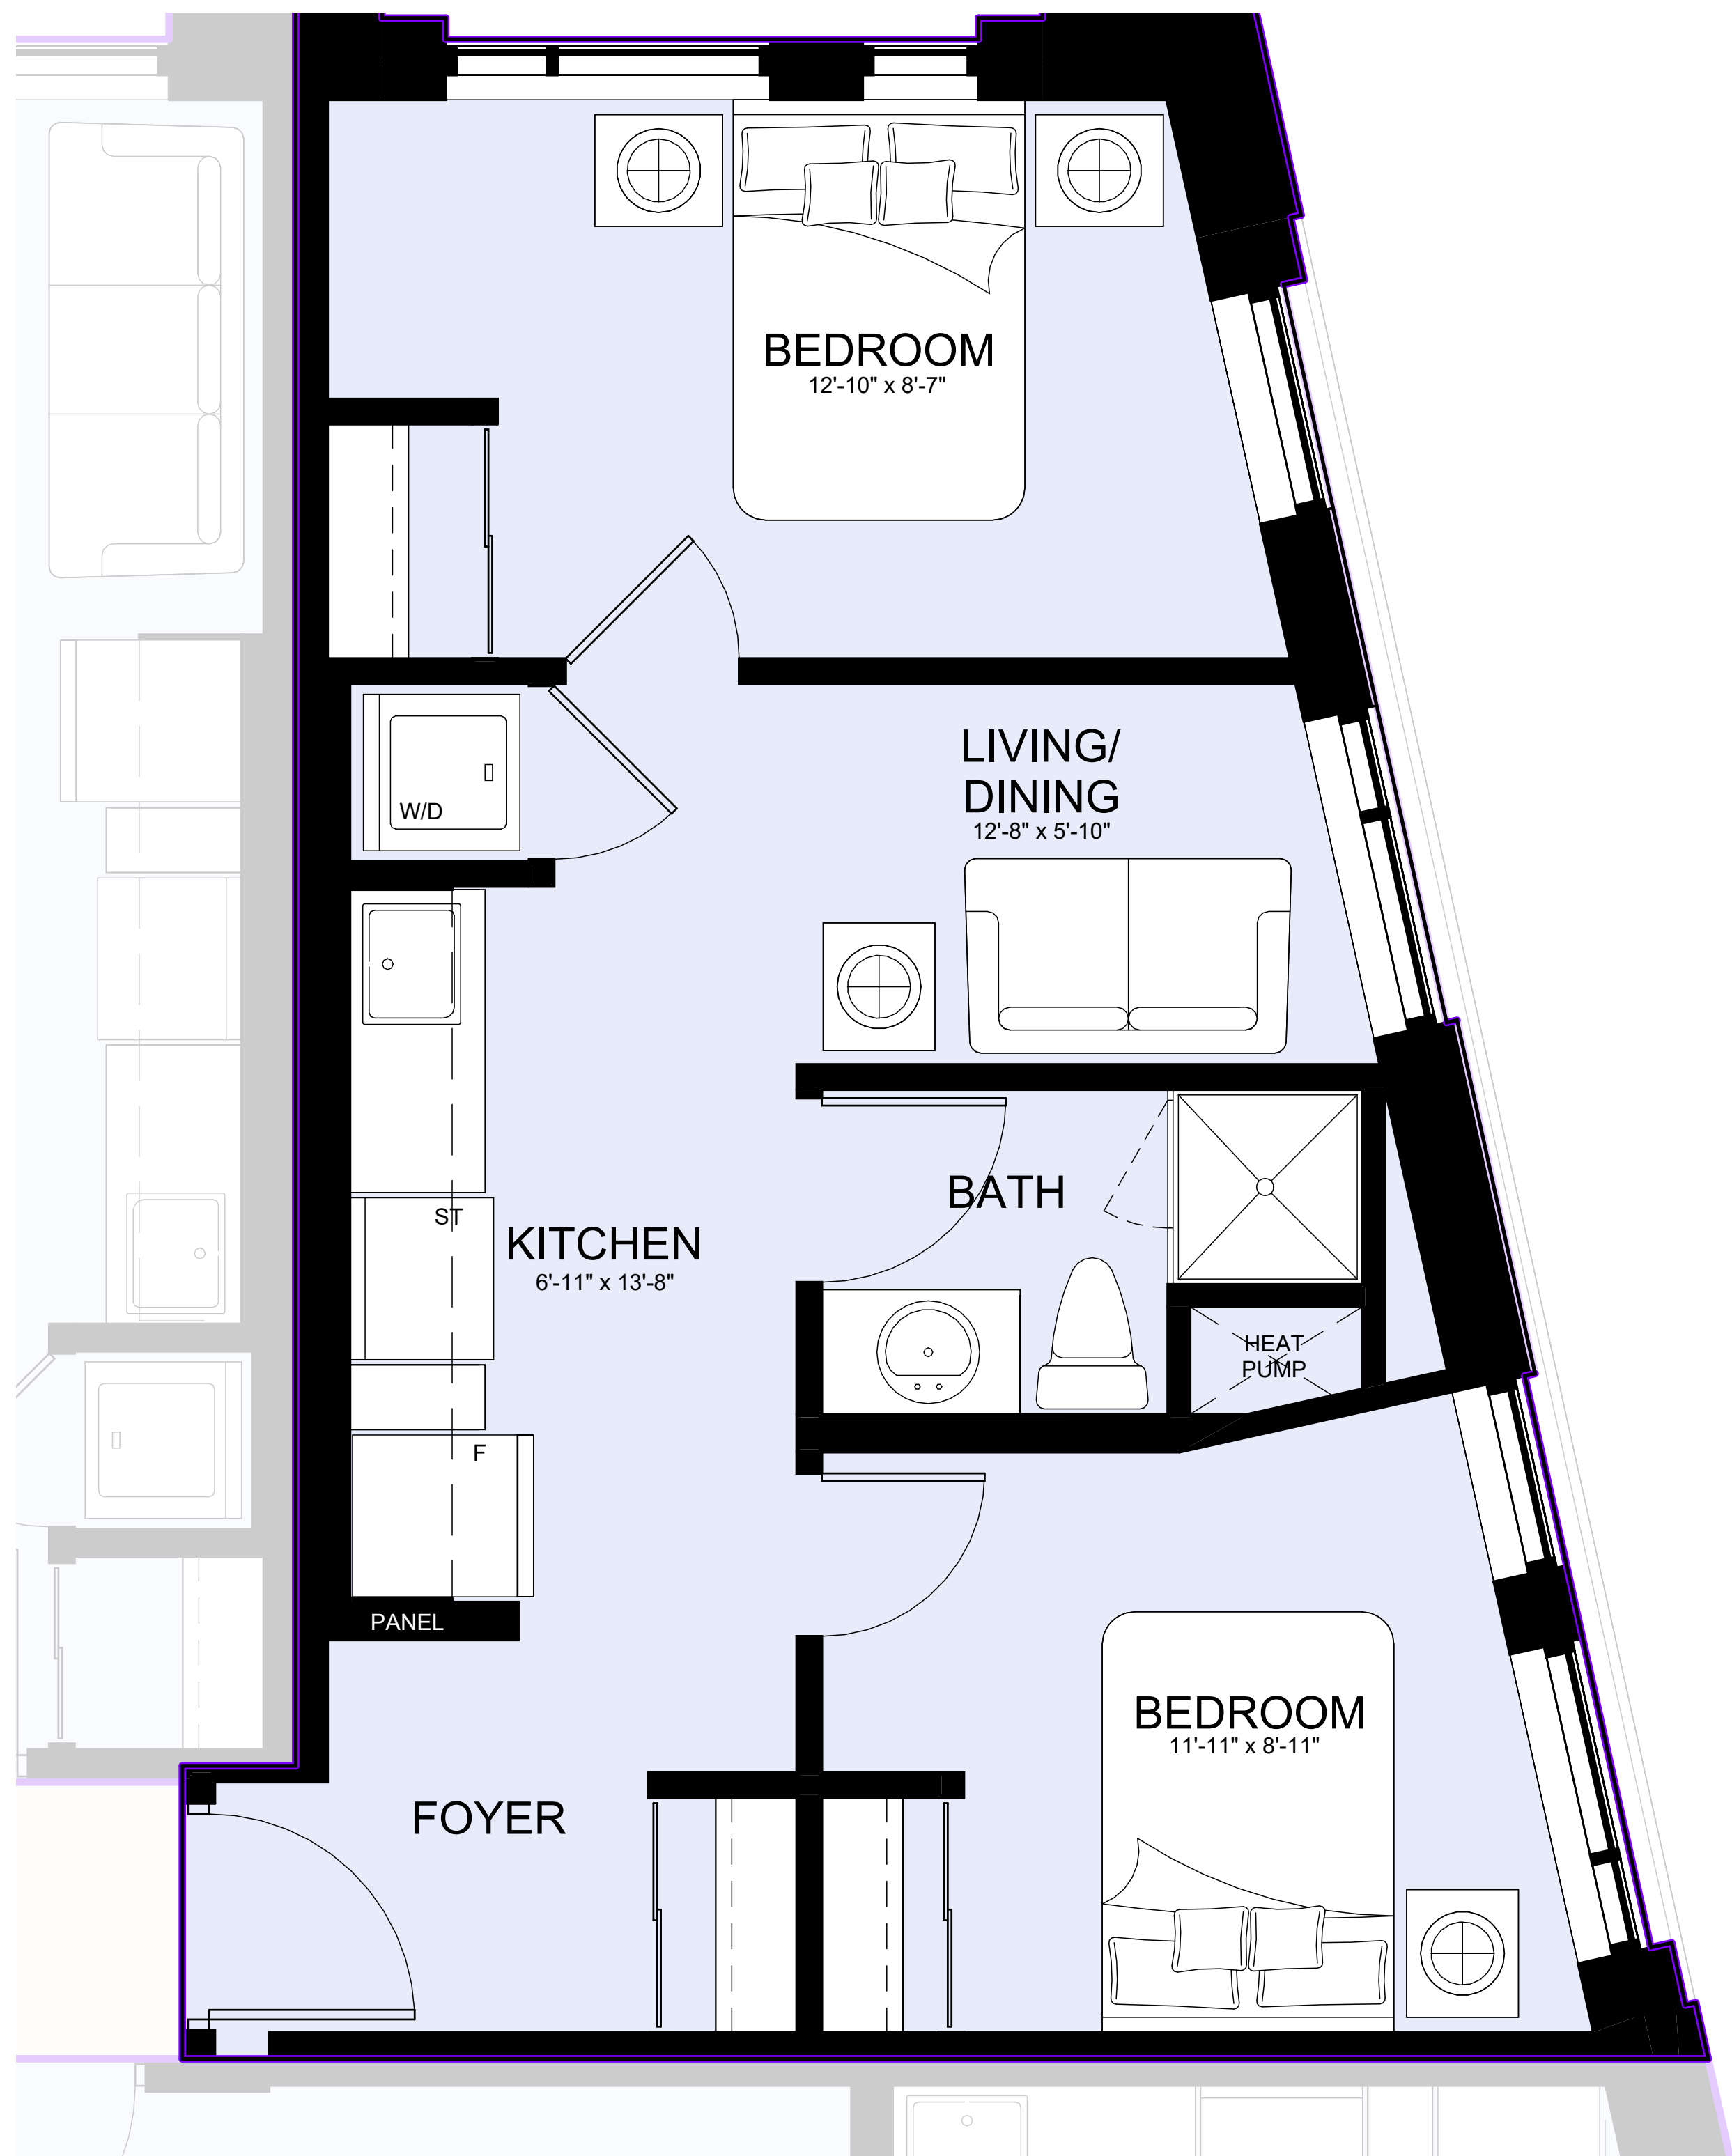 BEDROOM
12'-10" x 8'-7"
LIVING/
DINING
12'-8" x 5'-10"
W/D
BATH
ST
KITCHEN
6'-11" x 13'-8"
HEAT
PUMP
F
PANEL
BEDROOM
11'-11" x 8'-11"
FOYER